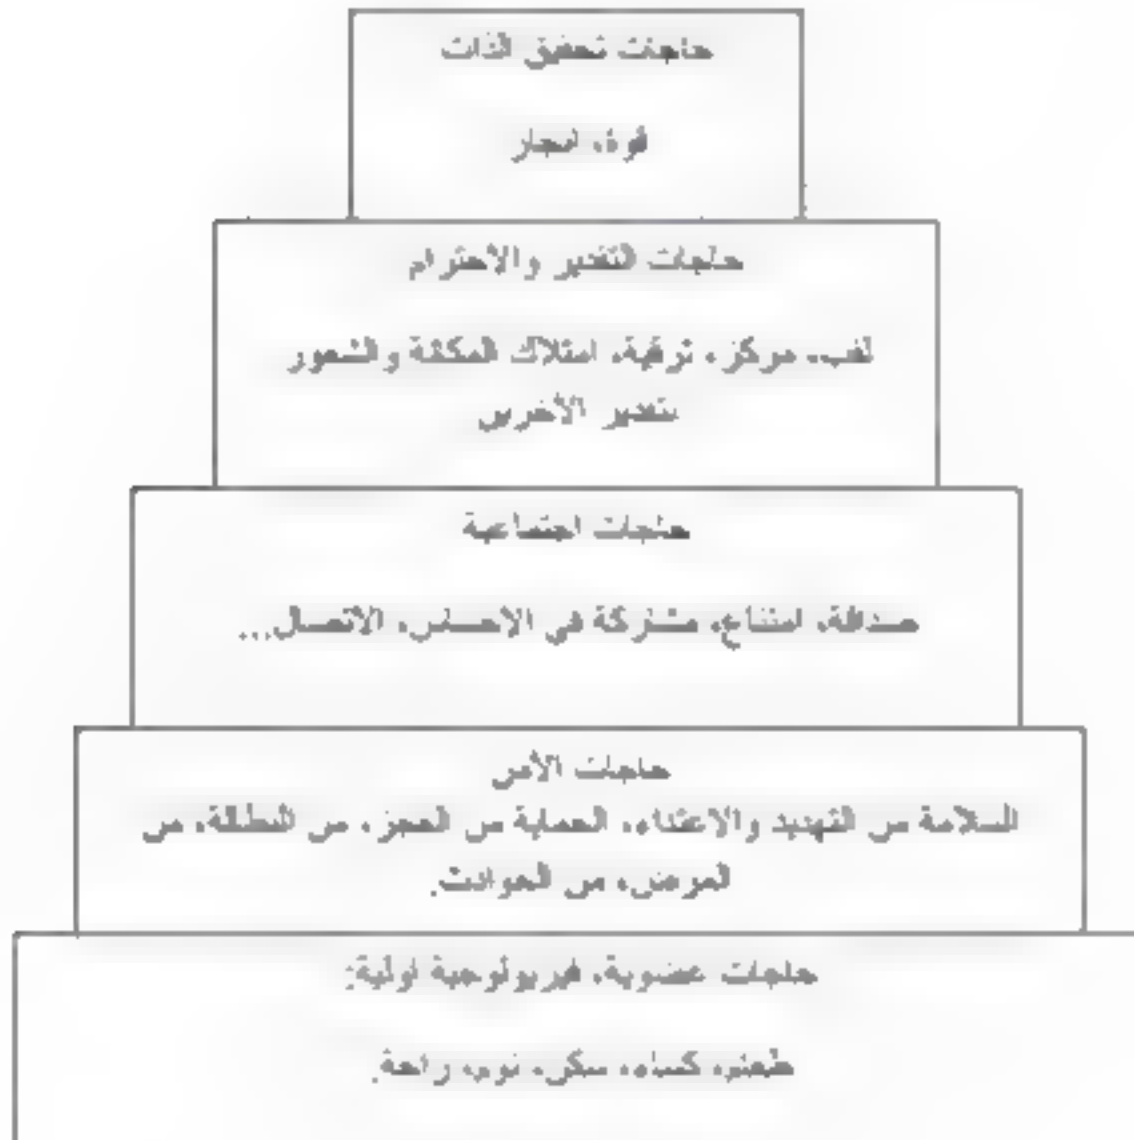 حاجات تحقيق الذات
قوة، انجاز
حاجات التقدير والاحترام
لقب، مركز، ترقية، امتلاك المكانة والشعور
بتقدير الآخرين
حاجات اجتماعية
صداقة، امتناع، مشاركة في الاحساس، الاتصال...
حاجات الأمن
السلامة من التهديد والاعتداء، الحماية من العجز، من البطالة، من
المرض، من الحوادث.
حاجات عضوية، فيزيولوجية اولية:
طعام، كساء، سكن، نوم، راحة.